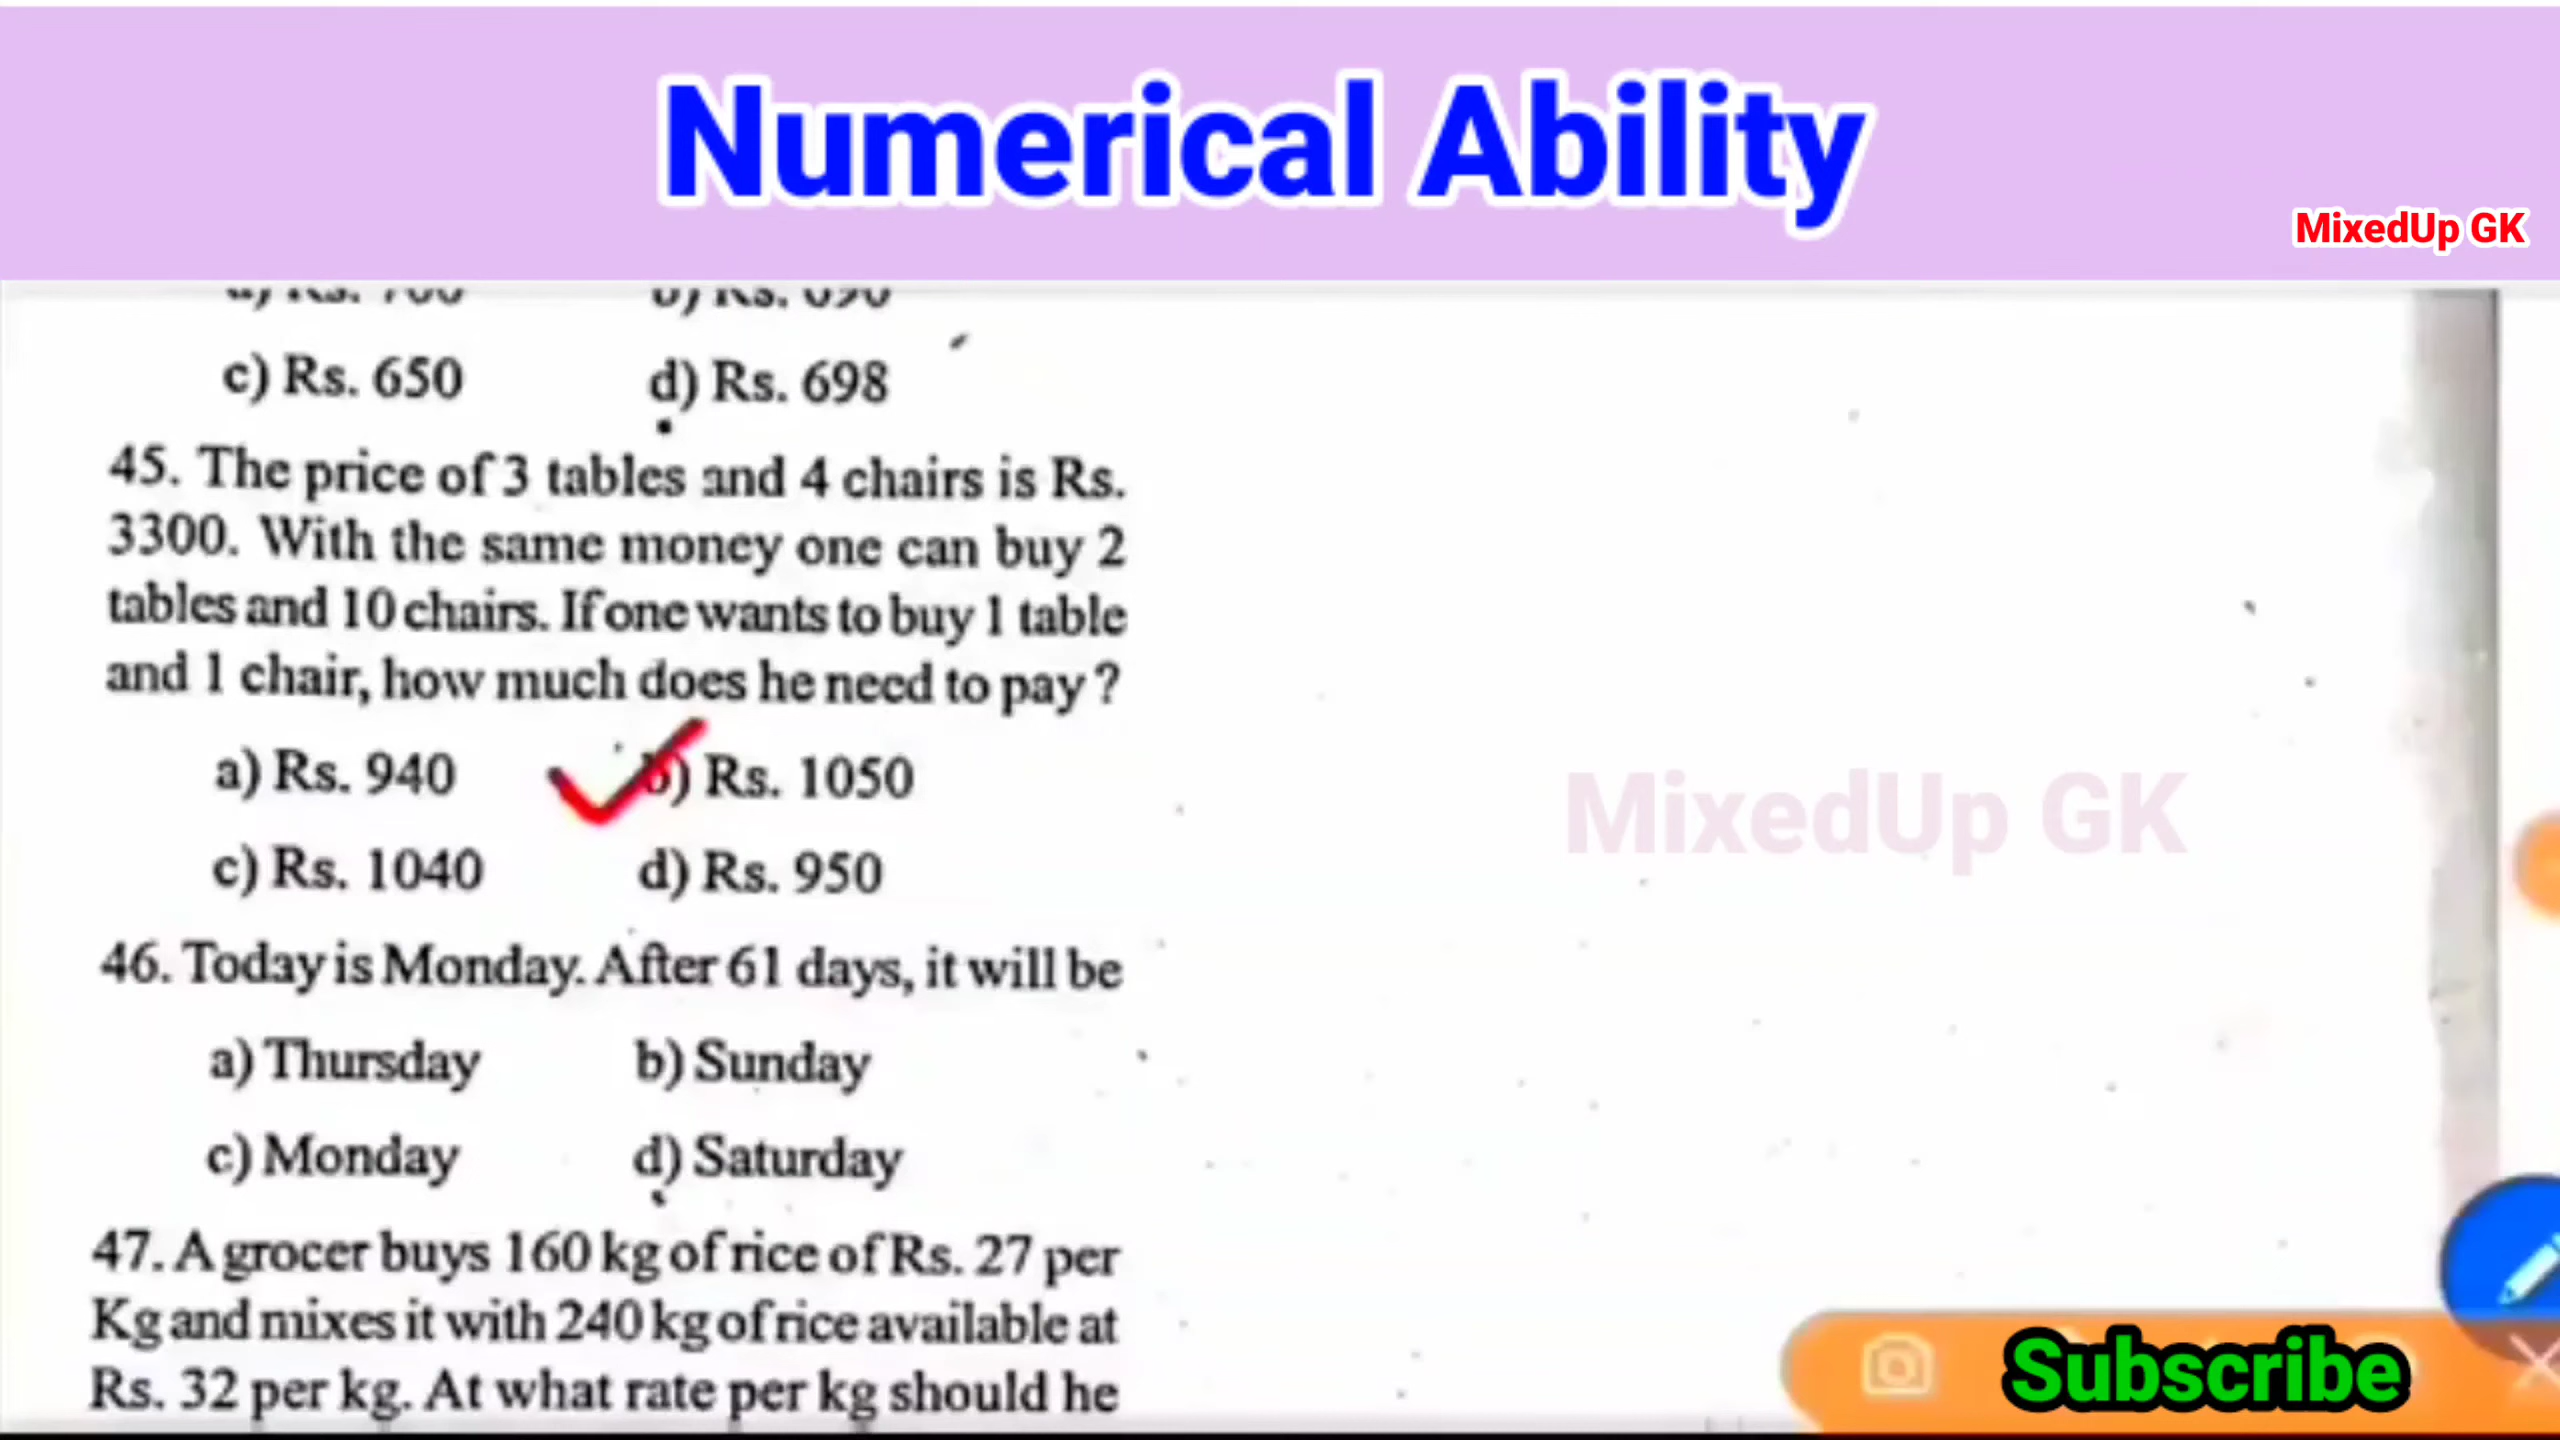 Numerical Ability
MixedUp GK
c) Rs. 650 d) Rs. 698
45. The price of 3 tables and 4 chairs is Rs.
3300. With the same money one can buy 2
tables and 10 chairs. If one wants to buy 1 table
and 1 chair, how much does he need to pay ?
a) Rs. 940 b) Rs. 1050
c) Rs. 1040 d) Rs. 950
MixedUp GK
46. Today is Monday. After 61 days, it will be
a) Thursday b) Sunday
c) Monday d) Saturday
47. A grocer buys 160 kg of rice of Rs. 27 per
Kg and mixes it with 240 kg of rice available at
Rs. 32 per kg. At what rate per kg should he
Subscribe